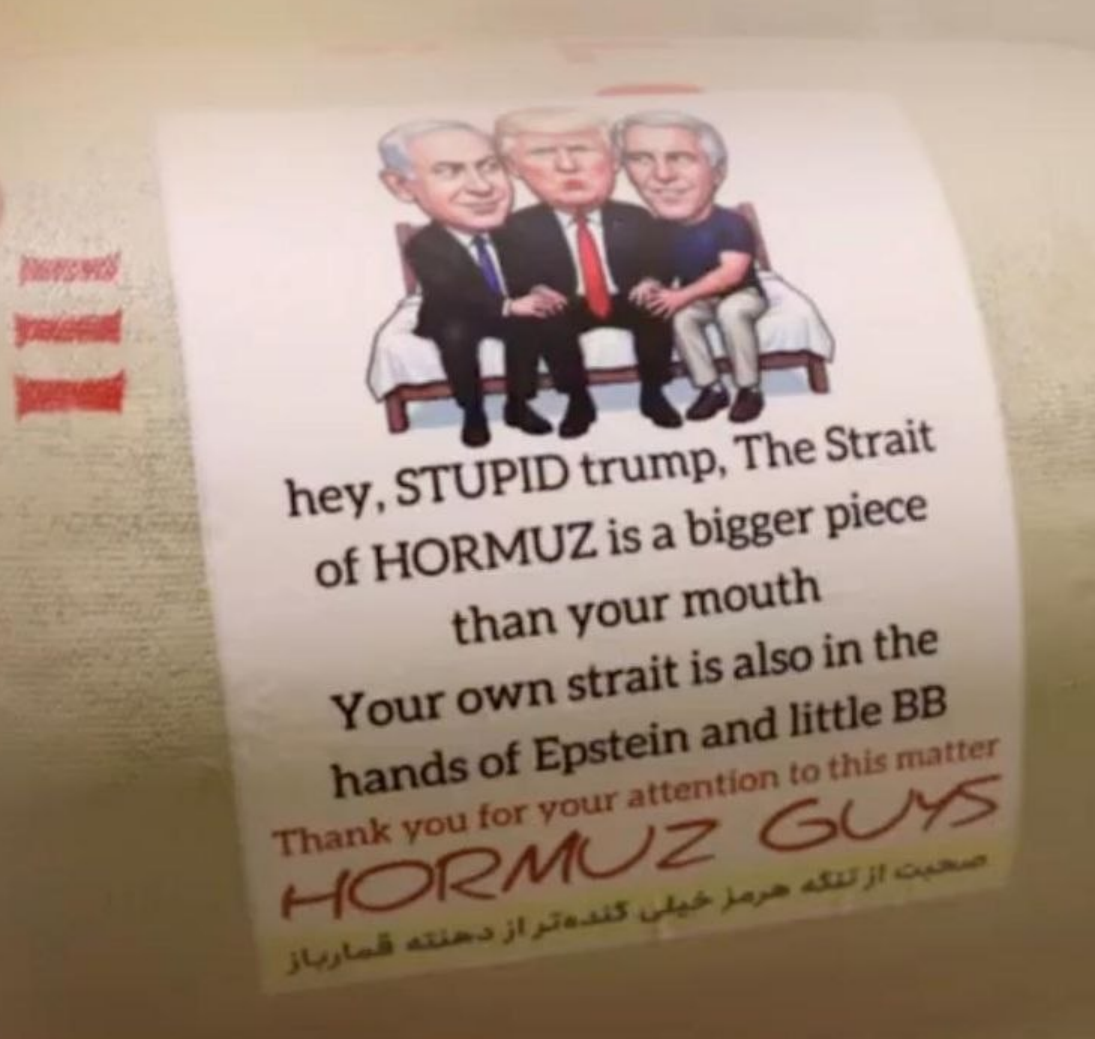 hey, STUPID trump, The Strait
of HORMUZ is a bigger piece
than your mouth
Your own strait is also in the
hands of Epstein and little BB
Thank you for your attention to this matter
HORMUZ GUYS
صحبت از تنگه هرمز خیلی گنده‌تر از دهنته قمارباز